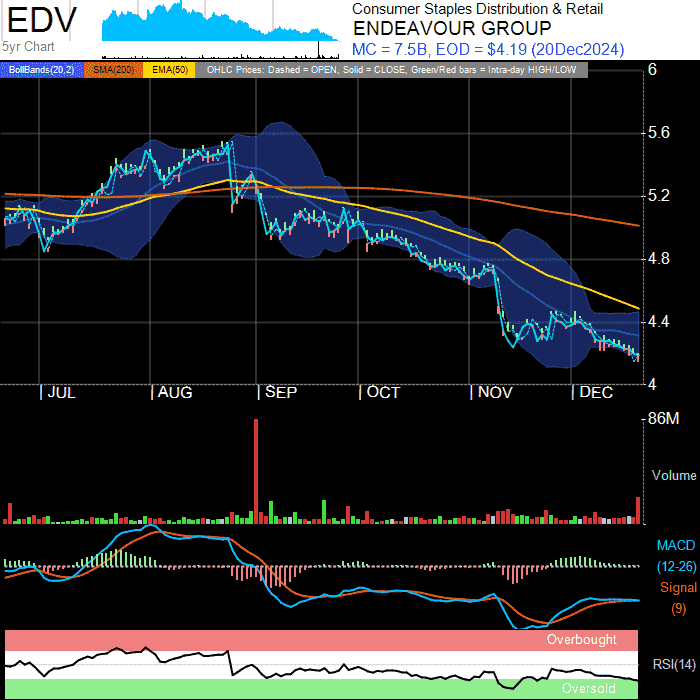 EDV
5yr Chart
Consumer Staples Distribution & Retail
ENDEAVOUR GROUP
MC = 7.5B, EOD = $4.19 (20Dec2024)
BollBands(20,2) SMA(200) EMA(50) OHLC Prices: Dashed = OPEN, Solid = CLOSE, Green/Red bars = Intra-day HIGH/LOW
6
5.6
5.2
4.8
4.4
4
| JUL | AUG | SEP | OCT | NOV | DEC
86M
Volume
MACD
(12-26)
Signal
(9)
Overbought
RSI(14)
Oversold